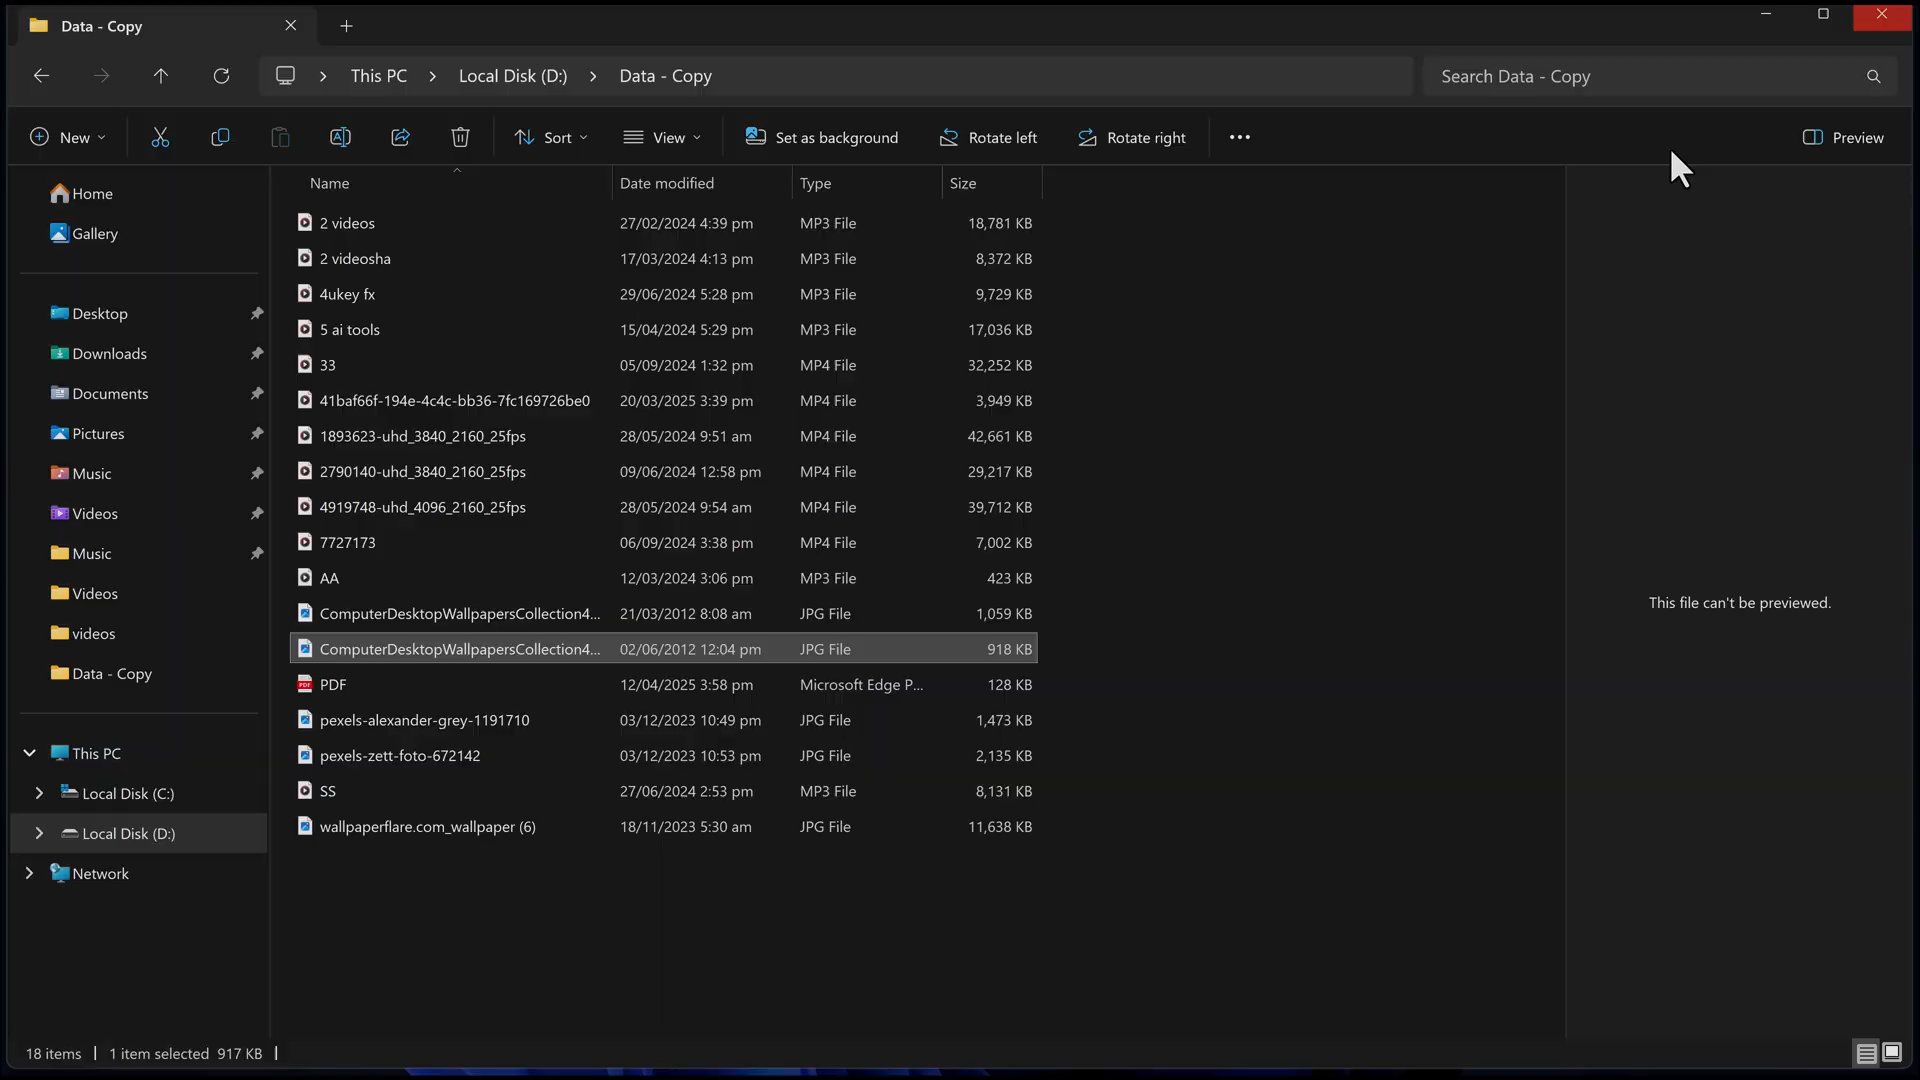 Data - Copy
This PC > Local Disk (D:) > Data - Copy
Search Data - Copy
New
Sort
View
Set as background
Rotate left
Rotate right
Preview
Home
Gallery
Desktop
Downloads
Documents
Pictures
Music
Videos
Music
Videos
videos
Data - Copy
This PC
Local Disk (C:)
Local Disk (D:)
Network
Name Date modified Type Size
2 videos 27/02/2024 4:39 pm MP3 File 18,781 KB
2 videosha 17/03/2024 4:13 pm MP3 File 8,372 KB
4ukey fx 29/06/2024 5:28 pm MP3 File 9,729 KB
5 ai tools 15/04/2024 5:29 pm MP3 File 17,036 KB
33 05/09/2024 1:32 pm MP4 File 32,252 KB
41baf66f-194e-4c4c-bb36-7fc169726be0 20/03/2025 3:39 pm MP4 File 3,949 KB
1893623-uhd_3840_2160_25fps 28/05/2024 9:51 am MP4 File 42,661 KB
2790140-uhd_3840_2160_25fps 09/06/2024 12:58 pm MP4 File 29,217 KB
4919748-uhd_4096_2160_25fps 28/05/2024 9:54 am MP4 File 39,712 KB
7727173 06/09/2024 3:38 pm MP4 File 7,002 KB
AA 12/03/2024 3:06 pm MP3 File 423 KB
ComputerDesktopWallpapersCollection4... 21/03/2012 8:08 am JPG File 1,059 KB
ComputerDesktopWallpapersCollection4... 02/06/2012 12:04 pm JPG File 918 KB
PDF 12/04/2025 3:58 pm Microsoft Edge P... 128 KB
pexels-alexander-grey-1191710 03/12/2023 10:49 pm JPG File 1,473 KB
pexels-zett-foto-672142 03/12/2023 10:53 pm JPG File 2,135 KB
SS 27/06/2024 2:53 pm MP3 File 8,131 KB
wallpaperflare.com_wallpaper (6) 18/11/2023 5:30 am JPG File 11,638 KB
This file can't be previewed.
18 items | 1 item selected 917 KB |